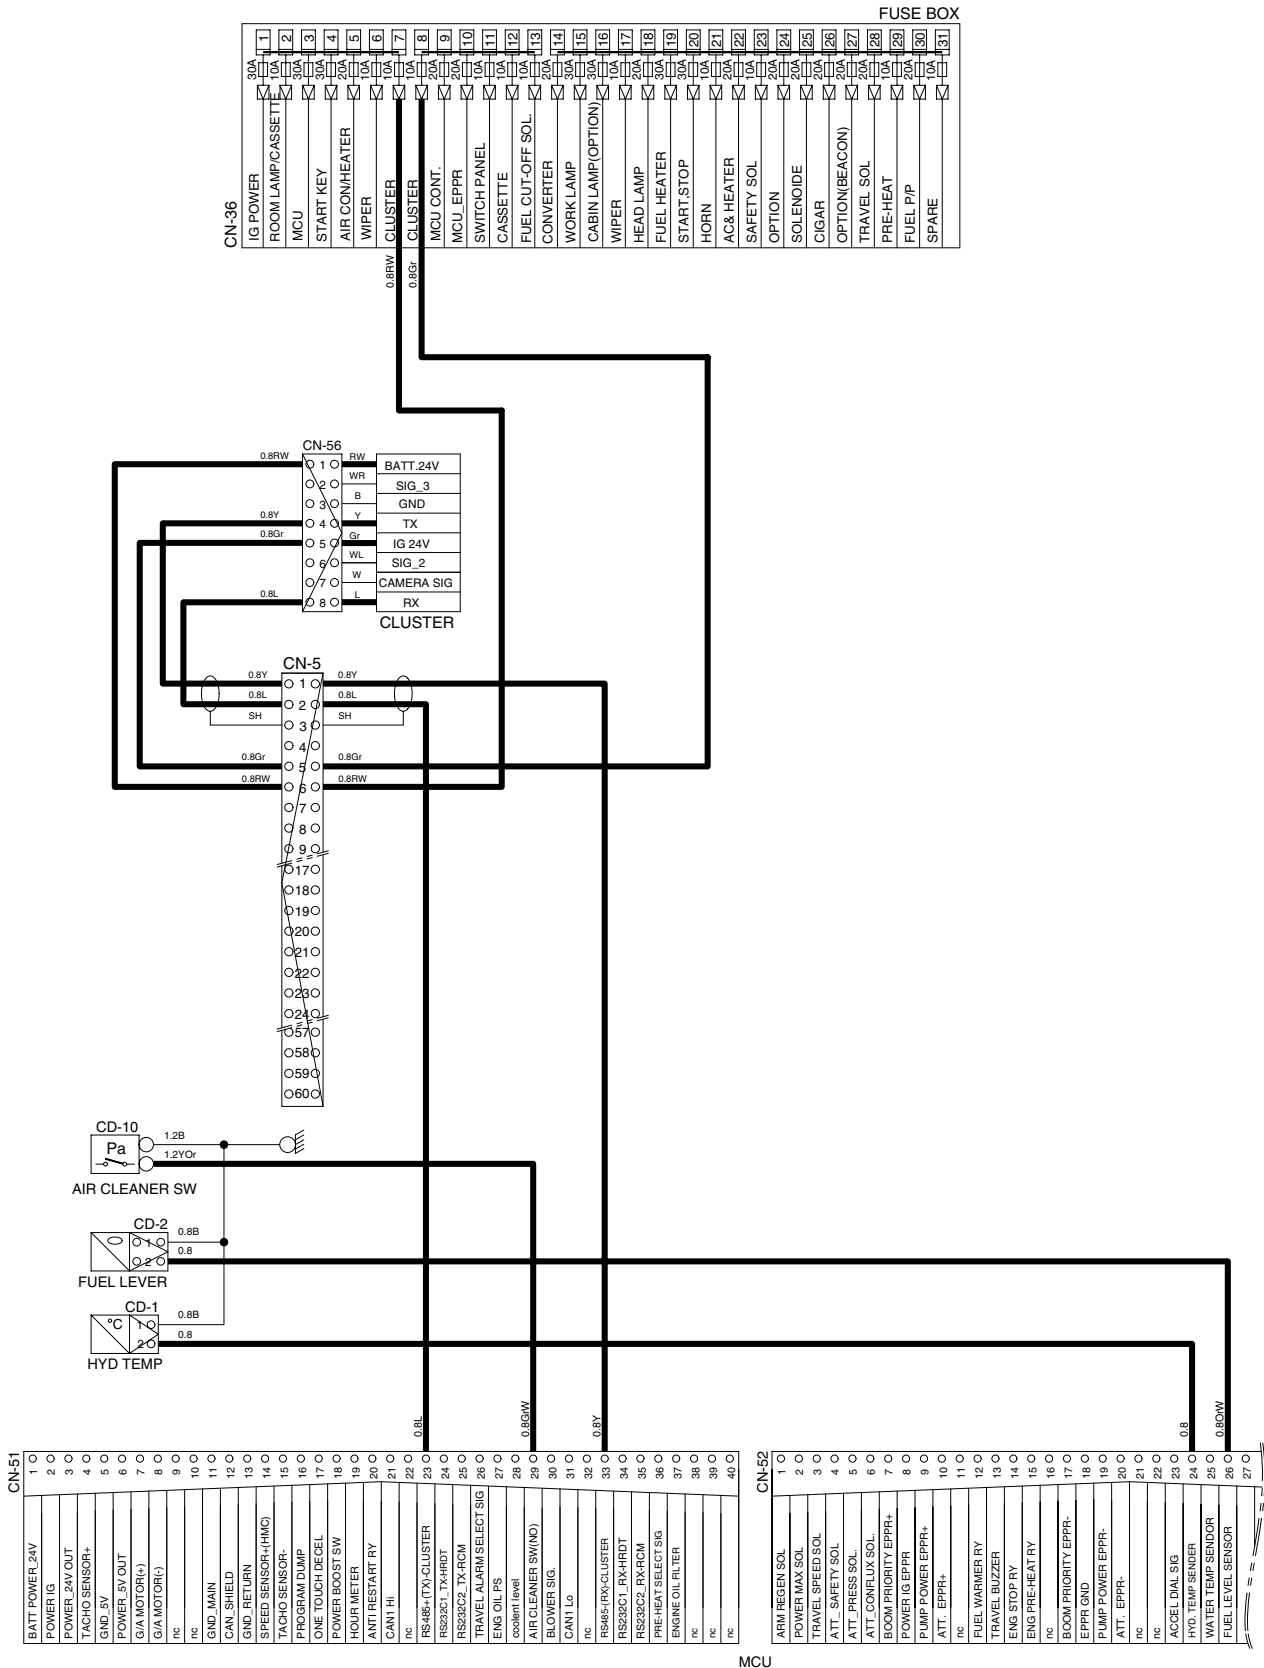 FUSE BOX
1 2 3 4 5 6 7 8 9 10 11 12 13 14 15 16 17 18 19 20 21 22 23 24 25 26 27 28 29 30 31
30A 10A 30A 30A 20A 10A 10A 10A 20A 20A 10A 10A 10A 20A 30A 20A 10A 20A 20A 10A 10A 20A 10A 20A 10A 10A 10A 20A 10A 20A 10A
CN-36
IG POWER
ROOM LAMP/CASSETTE
MCU
START KEY
AIR CON/HEATER
WIPER
CLUSTER
CLUSTER
MCU CONT.
MCU_EPPR
SWITCH PANEL
CASSETTE
FUEL CUT-OFF SOL.
CONVERTER
WORK LAMP
CABIN LAMP(OPTION)
WIPER
HEAD LAMP
FUEL HEATER
START,STOP
HORN
AC& HEATER
SAFETY SOL
OPTION
SOLENOIDE
CIGAR
OPTION(BEACON)
TRAVEL SOL
PRE-HEAT
FUEL P/P
SPARE
0.8RW
0.8Gr
CN-56
0.8RW 1 RW BATT.24V
2 WR SIG_3
3 B GND
0.8Y 4 Y TX
0.8Gr 5 Gr IG 24V
6 WL SIG_2
7 W CAMERA SIG
0.8L 8 L RX
CLUSTER
CN-5
0.8Y 1 0.8Y
0.8L 2 0.8L
SH 3 SH
4
0.8Gr 5 0.8Gr
0.8RW 6 0.8RW
7
8
9
17
18
19
20
21
22
23
24
57
58
59
60
CD-10
Pa
1.2B
1.2YOr
AIR CLEANER SW
CD-2
1 0.8B
2 0.8
FUEL LEVER
CD-1
°C
1 0.8B
2 0.8
HYD TEMP
0.8L
0.8GrW
0.8Y
0.8
0.8OrW
CN-51
1 BATT POWER_24V
2 POWER IG
3 POWER_24V OUT
4 TACHO SENSOR+
5 GND_5V
6 POWER_5V OUT
7 G/A MOTOR(+)
8 G/A MOTOR(-)
9 nc
10 nc
11 GND_MAIN
12 CAN_SHIELD
13 GND_RETURN
14 SPEED SENSOR+(HMC)
15 TACHO SENSOR-
16 PROGRAM DUMP
17 ONE TOUCH DECEL
18 POWER BOOST SW
19 HOUR METER
20 ANTI RESTART RY
21 CAN1 Hi
22 nc
23 RS485+(TX)-CLUSTER
24 RS232C1_TX-HRDT
25 RS232C2_TX-RCM
26 TRAVEL ALARM SELECT SIG
27 ENG OIL PS
28 coolent level
29 AIR CLEANER SW(NO)
30 BLOWER SIG.
31 CAN1 Lo
32 nc
33 RS485-(RX)-CLUSTER
34 RS232C1_RX-HRDT
35 RS232C2_RX-RCM
36 PRE-HEAT SELECT SIG
37 ENGINE OIL FILTER
38 nc
39 nc
40 nc
CN-52
1 ARM REGEN SOL
2 POWER MAX SOL
3 TRAVEL SPEED SOL
4 ATT_ SAFETY SOL
5 ATT_PRESS SOL.
6 ATT_CONFLUX SOL.
7 BOOM PRIORITY EPPR+
8 POWER IG EPPR
9 PUMP POWER EPPR+
10 ATT. EPPR+
11 nc
12 FUEL WARMER RY
13 TRAVEL BUZZER
14 ENG STOP RY
15 ENG PRE-HEAT RY
16 nc
17 BOOM PRIORITY EPPR-
18 EPPR GND
19 PUMP POWER EPPR-
20 ATT. EPPR-
21 nc
22 nc
23 ACCEL DIAL SIG
24 HYD. TEMP SENDER
25 WATER TEMP SENDOR
26 FUEL LEVEL SENSOR
27
MCU